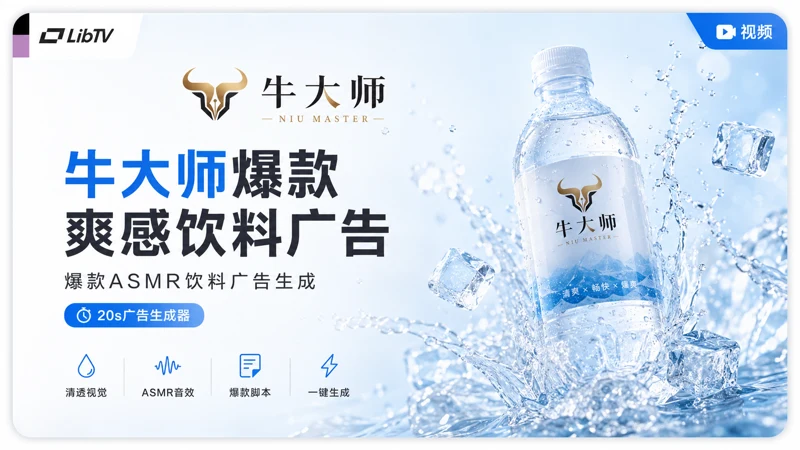 LibTV
视频
牛大师
NIU MASTER
牛大师爆款
爽感饮料广告
爆款ASMR饮料广告生成
20s广告生成器
清透视觉
ASMR音效
爆款脚本
一键生成
牛大师
NIU MASTER
清爽 × 畅快 ×